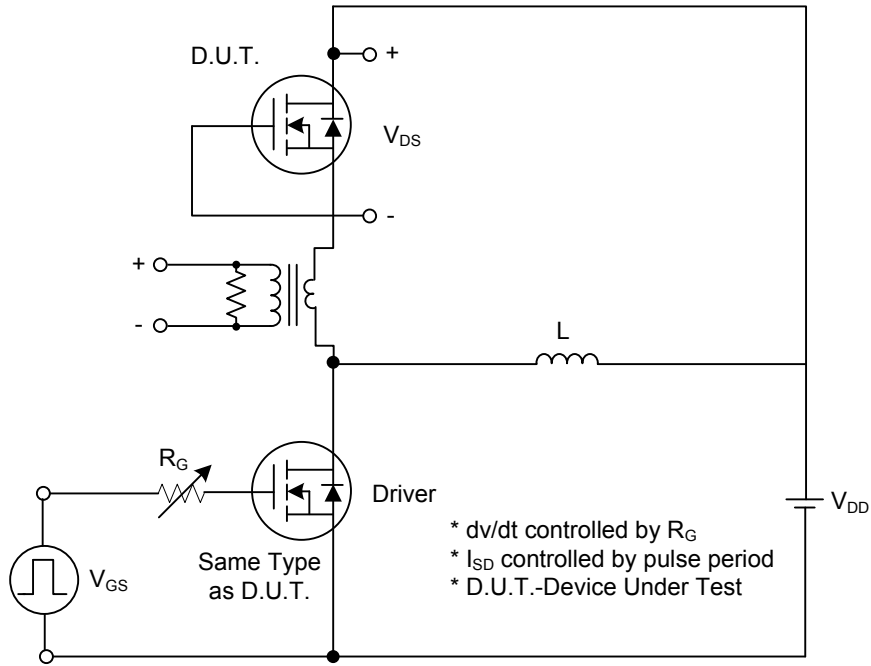 D.U.T.
+
V_DS
-
+
-
L
R_G
Driver
V_DD
* dv/dt controlled by R_G
* I_SD controlled by pulse period
* D.U.T.-Device Under Test
Same Type
as D.U.T.
V_GS